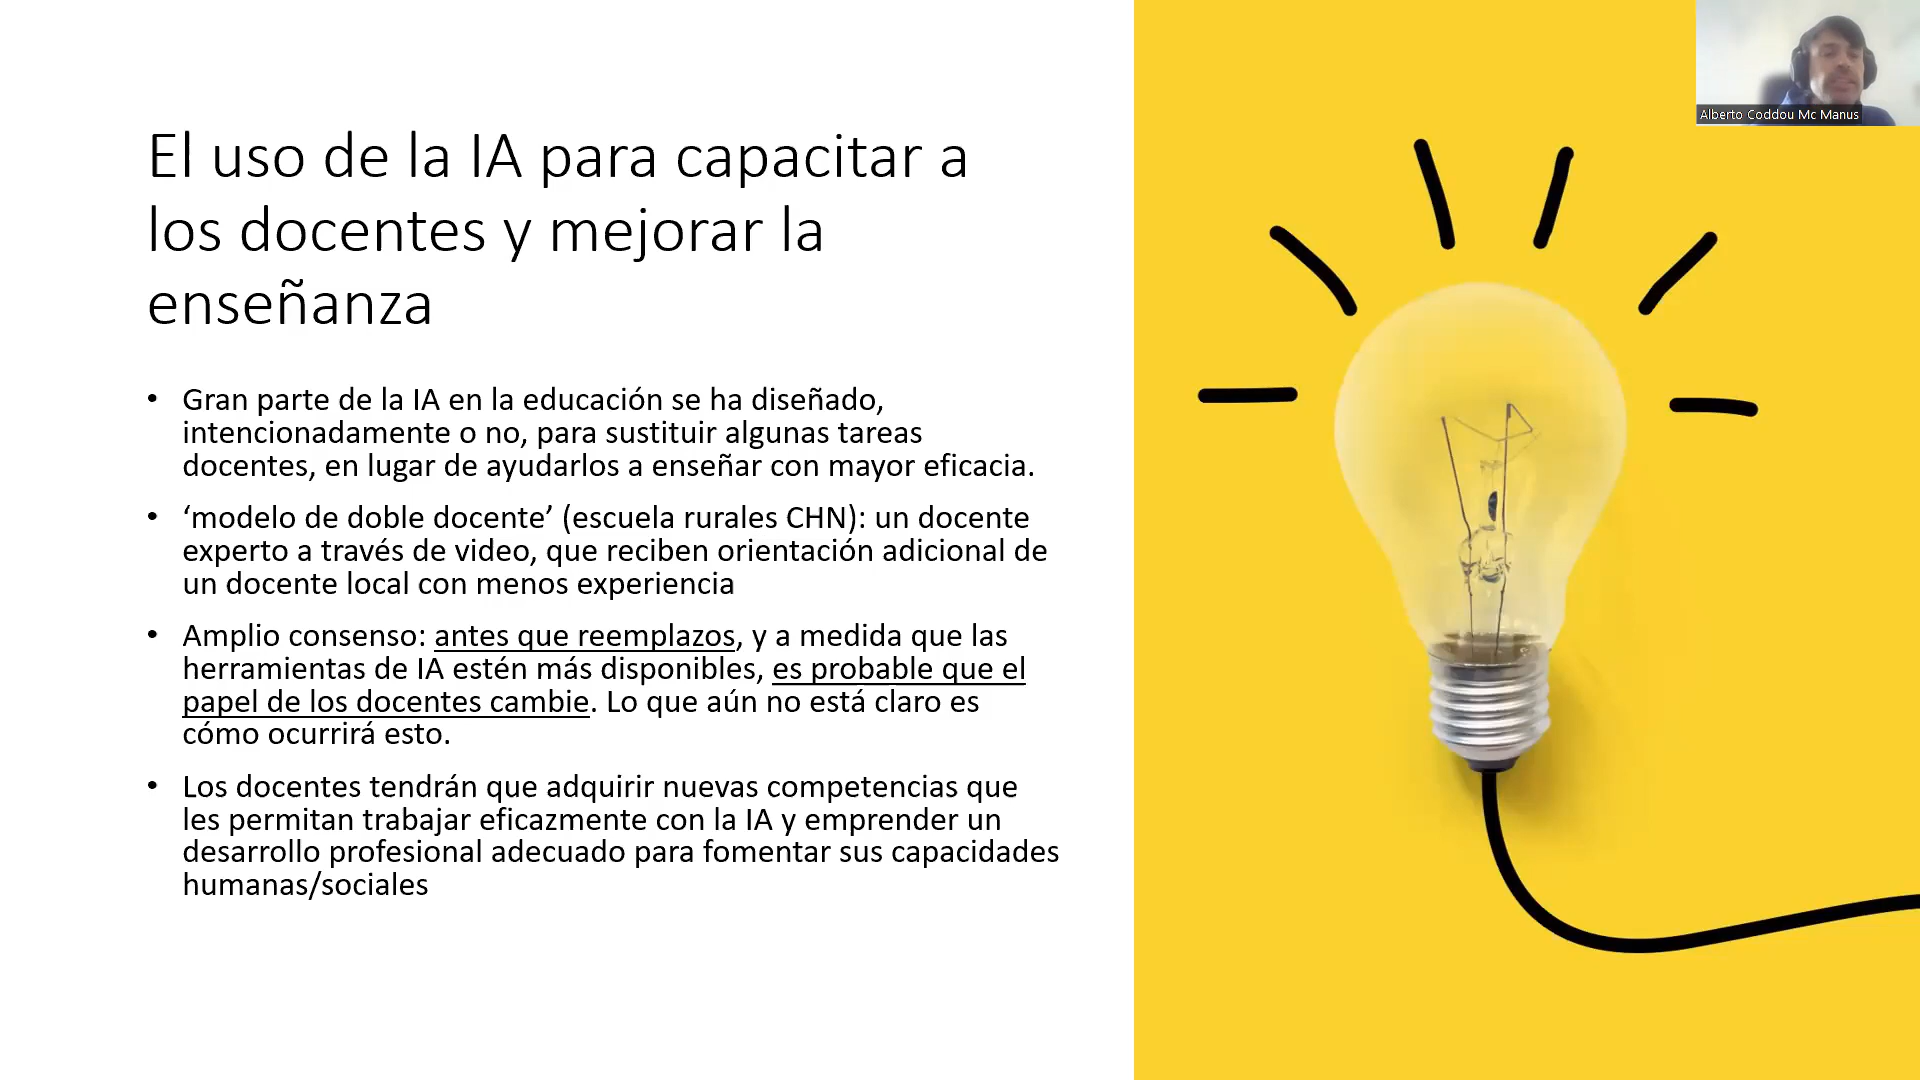 El uso de la IA para capacitar a
los docentes y mejorar la
enseñanza
• Gran parte de la IA en la educación se ha diseñado,
intencionadamente o no, para sustituir algunas tareas
docentes, en lugar de ayudarlos a enseñar con mayor eficacia.
• ‘modelo de doble docente’ (escuela rurales CHN): un docente
experto a través de video, que reciben orientación adicional de
un docente local con menos experiencia
• Amplio consenso: antes que reemplazos, y a medida que las
herramientas de IA estén más disponibles, es probable que el
papel de los docentes cambie. Lo que aún no está claro es
cómo ocurrirá esto.
• Los docentes tendrán que adquirir nuevas competencias que
les permitan trabajar eficazmente con la IA y emprender un
desarrollo profesional adecuado para fomentar sus capacidades
humanas/sociales
Alberto Coddou Mc Manus